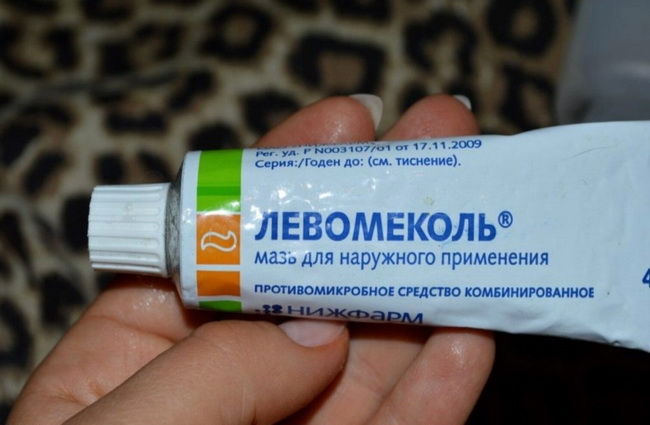 Рег. уд. Р N003107/01 от 17.11.2009
Серия:/Годен до: (см. тиснение).
ЛЕВОМЕКОЛЬ®
мазь для наружного применения
ПРОТИВОМИКРОБНОЕ СРЕДСТВО КОМБИНИРОВАННОЕ
НИЖФАРМ
4